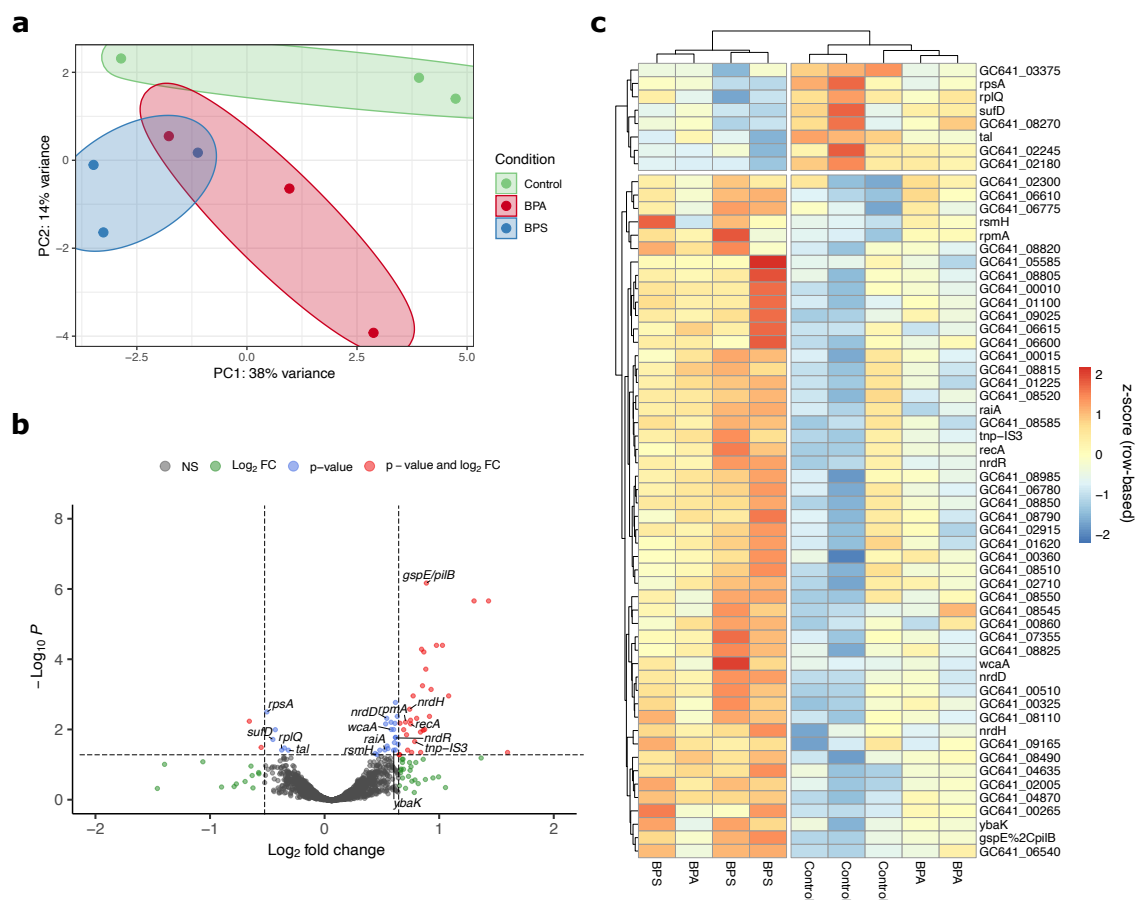 a
PC2: 14% variance
2
0
−2
−4
−2.5
0.0
2.5
5.0
PC1: 38% variance
Condition
Control
BPA
BPS
b
NS
Log2 FC
p−value
p − value and log2 FC
− Log10 P
8
6
4
2
0
gspE/pilB
rpsA
sufD
rplQ
tal
nrdD
rpmA
nrdH
wcaA
recA
raiA
nrdR
rsmH
tnp−IS3
ybaK
−2
−1
0
1
2
Log2 fold change
c
GC641_03375
rpsA
rplQ
sufD
GC641_08270
tal
GC641_02245
GC641_02180
GC641_02300
GC641_06610
GC641_06775
rsmH
rpmA
GC641_08820
GC641_05585
GC641_08805
GC641_00010
GC641_01100
GC641_09025
GC641_06615
GC641_06600
GC641_00015
GC641_08815
GC641_01225
GC641_08520
raiA
GC641_08585
tnp−IS3
recA
nrdR
GC641_08985
GC641_06780
GC641_08850
GC641_08790
GC641_02915
GC641_01620
GC641_00360
GC641_08510
GC641_02710
GC641_08550
GC641_08545
GC641_00860
GC641_07355
GC641_08825
wcaA
nrdD
GC641_00510
GC641_00325
GC641_08110
nrdH
GC641_09165
GC641_08490
GC641_04635
GC641_02005
GC641_04870
GC641_00265
ybaK
gspE%2CpilB
GC641_06540
BPS
BPA
BPS
BPS
Control
Control
Control
BPA
BPA
2
1
0
−1
−2
z-score (row-based)